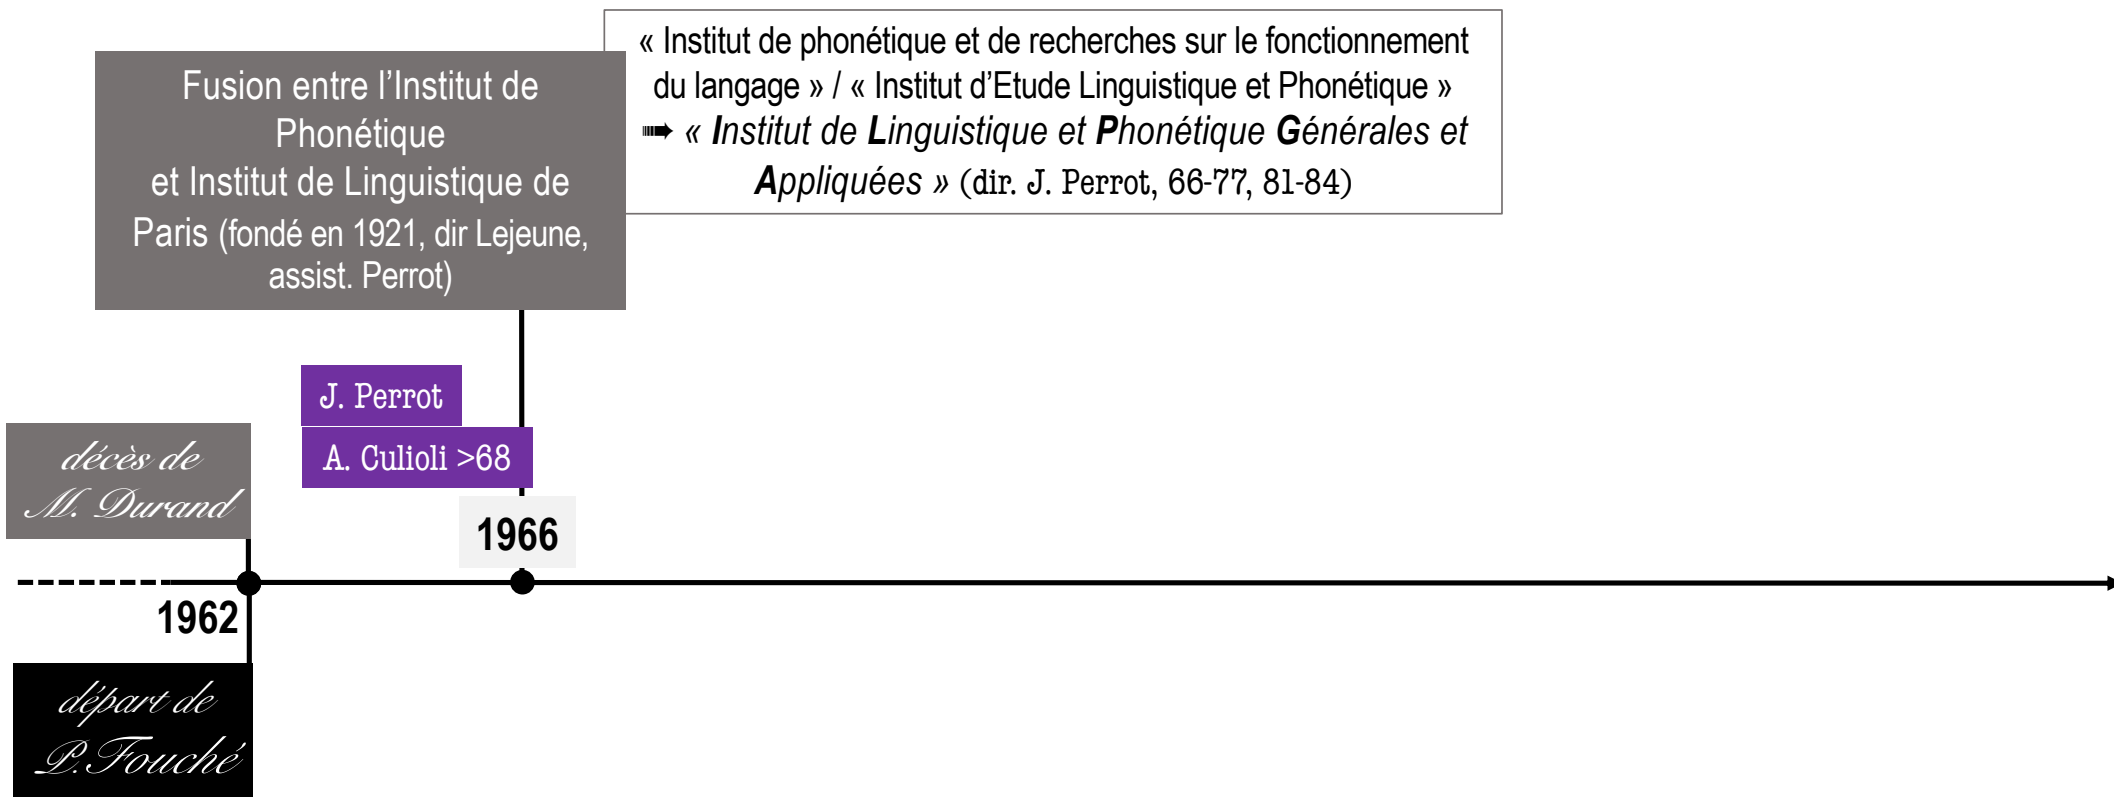 « Institut de phonétique et de recherches sur le fonctionnement
du langage » / « Institut d’Etude Linguistique et Phonétique »
➠ « Institut de Linguistique et Phonétique Générales et
Appliquées » (dir. J. Perrot, 66-77, 81-84)
Fusion entre l’Institut de
Phonétique
et Institut de Linguistique de
Paris (fondé en 1921, dir Lejeune,
assist. Perrot)
J. Perrot
A. Culioli >68
décès de
M. Durand
1966
1962
départ de
P. Fouché